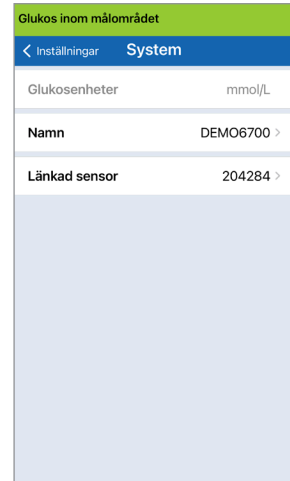 Glukos inom målområdet
Inställningar System
Glukosenheter mmol/L
Namn DEMO6700
Länkad sensor 204284